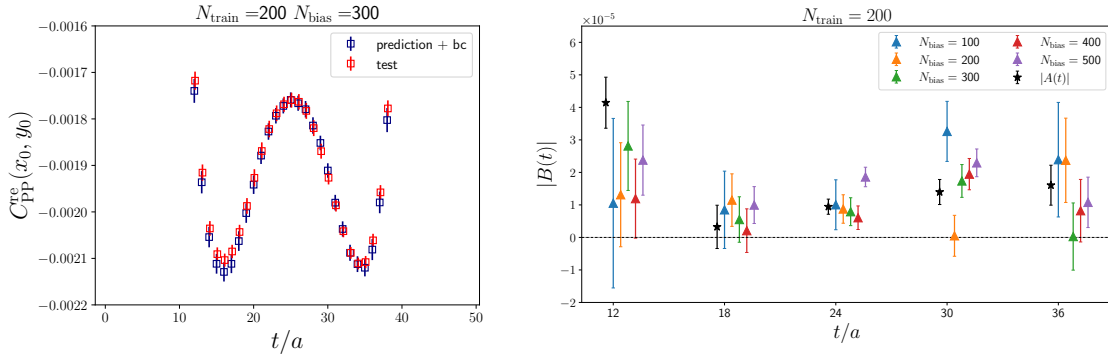 N_train =200 N_bias =300
C_PP^re(x_0, y_0)
−0.0016
−0.0017
−0.0018
−0.0019
−0.0020
−0.0021
−0.0022
prediction + bc
test
0 10 20 30 40 50
t/a
N_train = 200
×10^−5
|B(t)|
6
5
4
3
2
1
0
−1
−2
N_bias = 100
N_bias = 200
N_bias = 300
N_bias = 400
N_bias = 500
|A(t)|
12 18 24 30 36
t/a